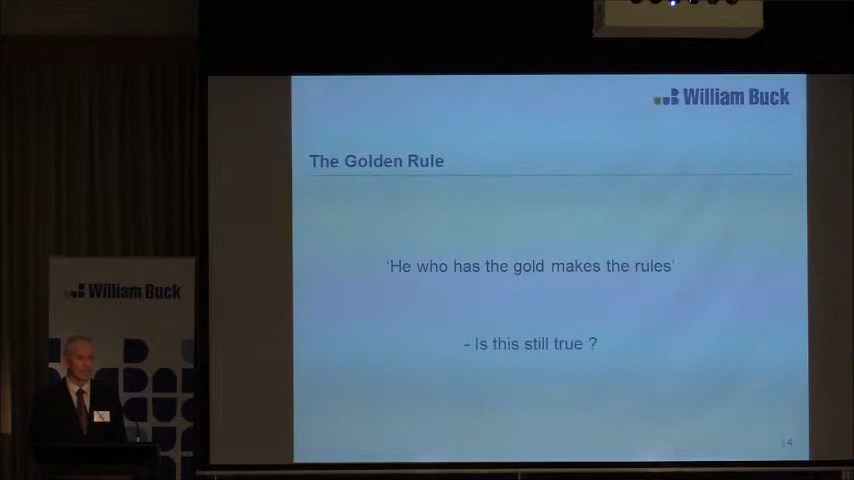 William Buck
The Golden Rule
‘He who has the gold makes the rules’
- Is this still true ?
4
William Buck